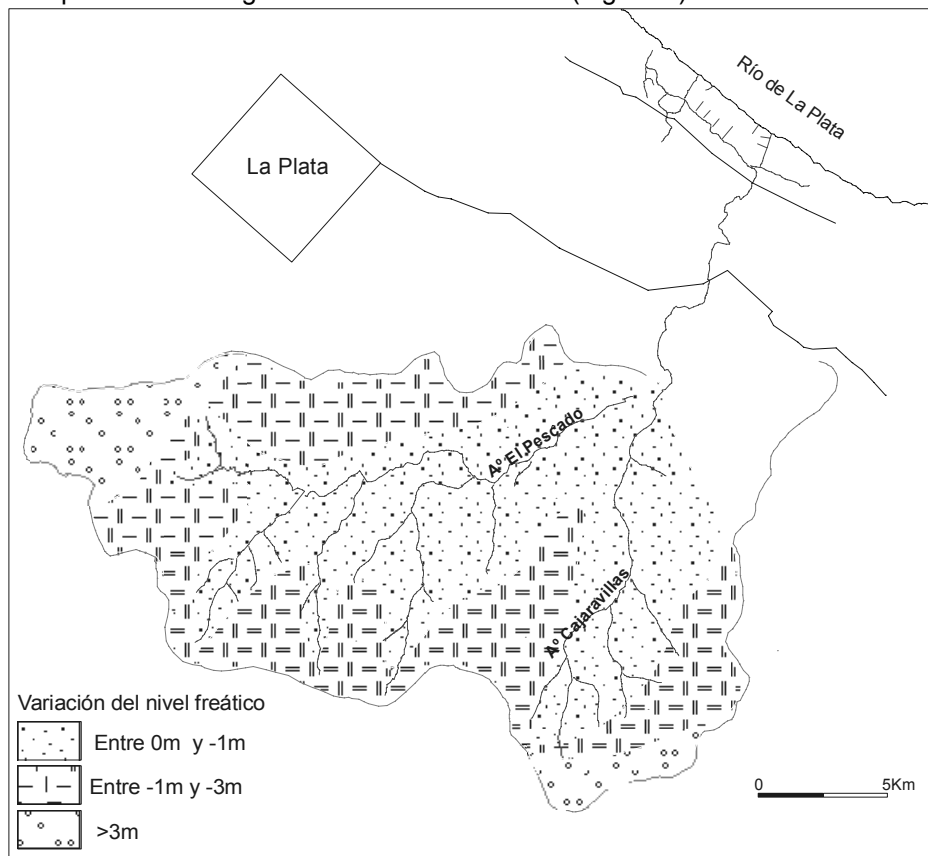 Río de La Plata
La Plata
Aº El Pescado
Aº Cajaravillas
Variación del nivel freático
Entre 0m y -1m
Entre -1m y -3m
>3m
0 5Km